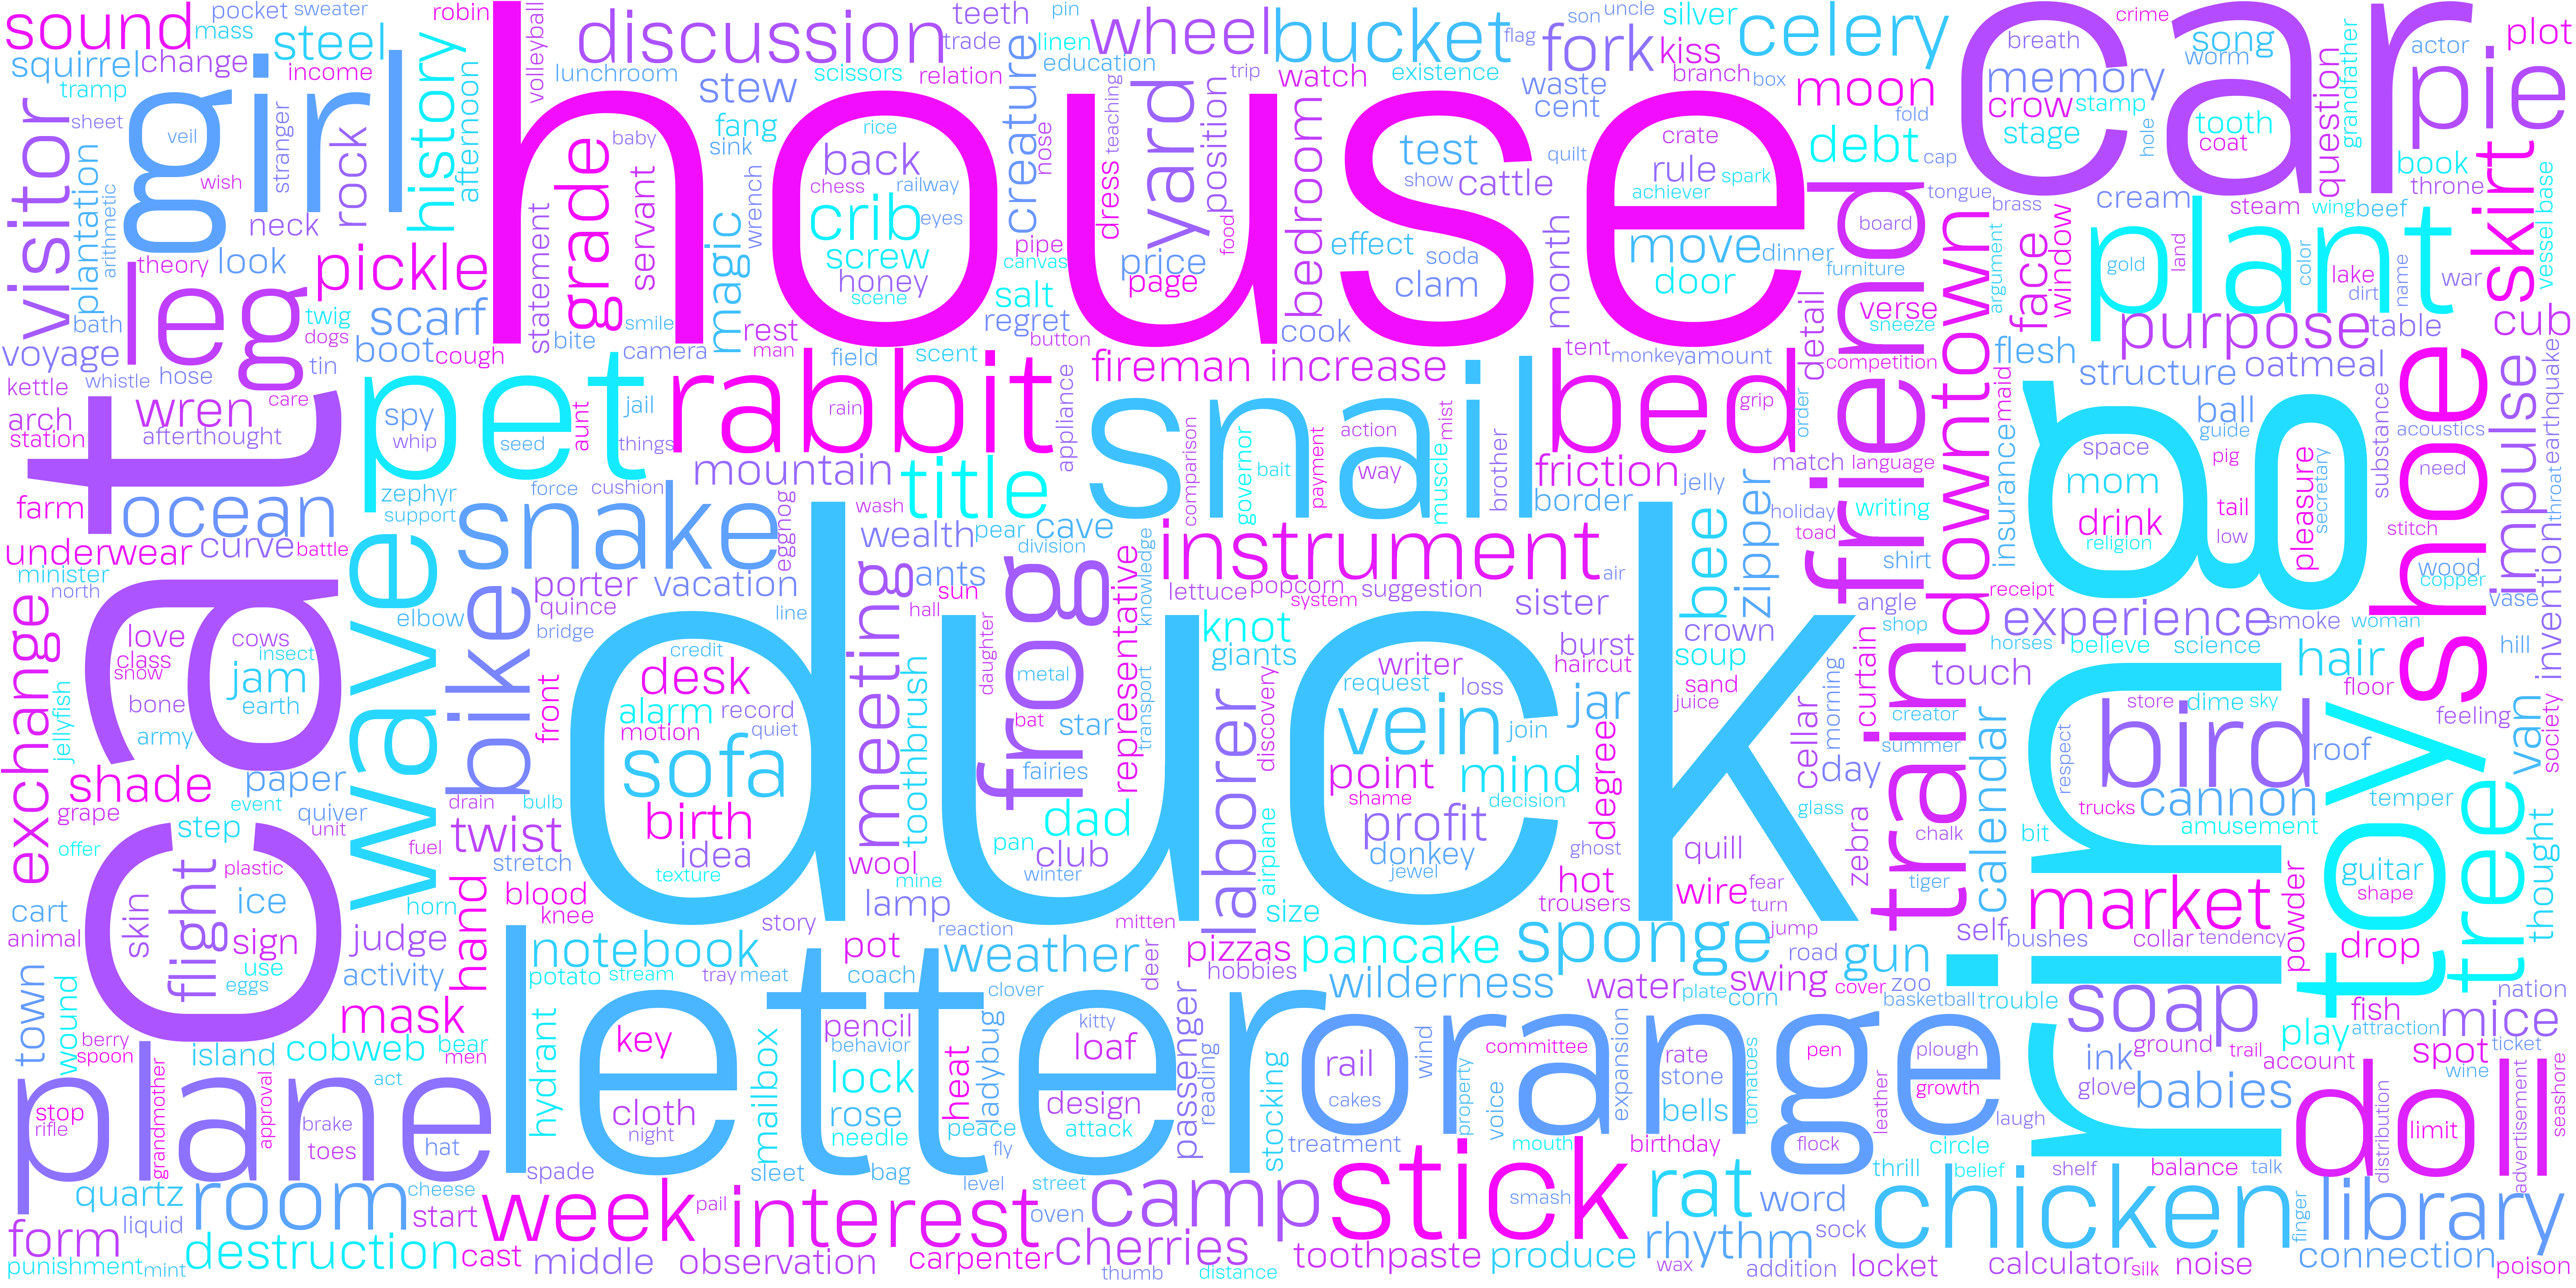 house
duck
car
cat
ring
letter
orange
snail
rabbit
bed
girl
leg
pet
wave
plane
plant
shoe
friend
train
toy
tree
doll
stick
chicken
bird
snake
bike
frog
instrument
downtown
pie
skirt
sound
squirrel
change
mass
pocket
sweater
robin
steel
income
tramp
sheet
visitor
plantation
arithmetic
veil
wish
stranger
rock
neck
history
afternoon
theory
look
pickle
bath
voyage
kettle
whistle
hose
twig
dogs
tin
care
scarf
boot
cough
arch
station
wren
afterthought
farm
ocean
underwear
curve
battle
minister
north
volleyball
discussion
teeth
trade
lunchroom
stew
scissors
relation
fang
sink
baby
wrench
grade
servant
statement
bite
smile
camera
magic
back
rice
chess
railway
crib
eyes
screw
honey
scene
creature
nose
pin
linen
education
wheel
dress
teaching
yard
position
food
pipe
canvas
salt
regret
rest
man
button
field
scent
price
page
bucket
trip
watch
existence
flag
fork
son
uncle
kiss
silver
branch
box
waste
cent
celery
moon
fold
debt
cap
quilt
bedroom
test
show
cattle
effect
soda
clam
cook
month
crate
rule
spark
achiever
move
dinner
door
board
furniture
detail
verse
sneeze
tongue
brass
argument
window
face
crime
breath
memory
crow
stamp
stage
hole
song
worm
tooth
coat
question
grandfather
actor
plot
book
throne
cream
steam
wing
beef
vessel
base
gold
land
color
lake
dirt
name
war
purpose
table
cub
flesh
structure
oatmeal
impulse
earthquake
fireman
increase
tent
monkey
amount
order
competition
maid
insurance
grip
spy
whip
jail
seed
aunt
things
rain
appliance
mountain
title
force
cushion
zephyr
support
eggnog
wash
wealth
pear
cave
division
knowledge
comparison
governor
bait
payment
action
way
mist
muscle
brother
friction
border
jelly
match
language
holiday
toad
writing
shirt
bee
zipper
space
mom
drink
religion
ball
guide
pig
tail
low
pleasure
secretary
substance
acoustics
need
stitch
throat
wood
copper
vase
invention
receipt
experience
smoke
woman
horses
believe
science
hair
hill
floor
feeling
society
van
porter
vacation
quince
bridge
line
elbow
ants
sun
hall
meeting
representative
lettuce
popcorn
system
suggestion
air
sister
knot
giants
burst
haircut
crown
soup
sand
juice
angle
shop
curtain
touch
love
class
snow
cows
insect
jam
earth
bone
army
exchange
jellyfish
shade
paper
grape
event
quiver
unit
step
offer
front
credit
desk
alarm
record
motion
quiet
sofa
birth
idea
texture
drain
bulb
twist
fuel
stretch
toothbrush
daughter
metal
bat
star
transport
fairies
dad
pan
club
winter
wool
mine
lamp
laborer
discovery
airplane
writer
request
loss
vein
join
jar
point
mind
shame
decision
profit
donkey
jewel
degree
ghost
cellar
morning
creator
summer
day
glass
zebra
chalk
tiger
calendar
quill
wire
fear
turn
hot
trousers
size
store
dime
sky
roof
respect
trucks
cannon
temper
amusement
bit
guitar
shape
thought
market
powder
drop
cart
animal
skin
flight
plastic
ice
sign
use
eggs
horn
judge
activity
hand
blood
knee
story
notebook
potato
stream
tray
meat
pot
coach
reaction
weather
clover
deer
mitten
pizzas
hobbies
pancake
sponge
jump
wilderness
water
plate
corn
swing
road
cover
gun
zoo
self
bushes
collar
tendency
basketball
trouble
soap
fish
nation
mice
play
attraction
spot
ticket
wine
town
wound
berry
spoon
island
cobweb
bear
men
mask
act
hydrant
key
cloth
night
mailbox
pencil
behavior
lock
rose
needle
heat
peace
ladybug
kitty
loaf
design
attack
passenger
reading
stocking
rail
cakes
wind
committee
property
voice
expansion
rate
stone
bells
tomatoes
pen
plough
growth
leather
laugh
ink
ground
trail
account
glove
babies
limit
distribution
advertisement
seashore
stop
rifle
grandmother
approval
brake
toes
hat
spade
sleet
bag
fly
level
street
treatment
mouth
birthday
flock
circle
thrill
belief
shelf
balance
talk
quartz
room
cheese
start
week
pail
interest
oven
camp
smash
rat
word
sock
finger
library
form
liquid
destruction
cast
punishment
mint
middle
observation
carpenter
cherries
thumb
distance
toothpaste
produce
rhythm
wax
addition
locket
calculator
silk
noise
connection
poison